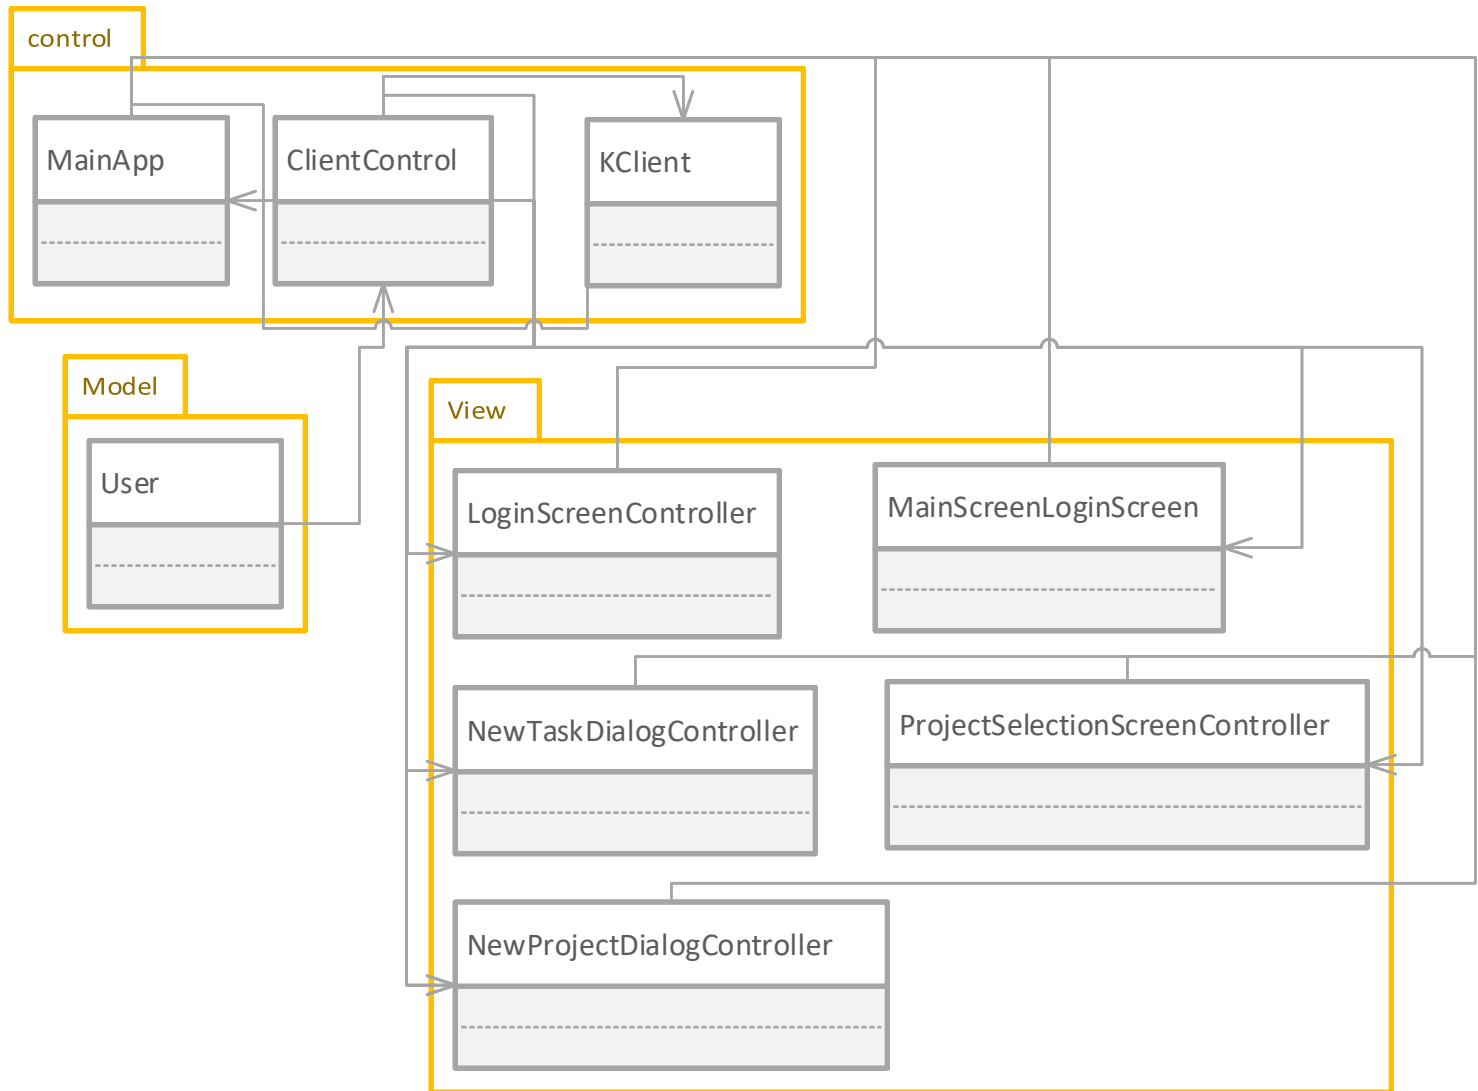 control
MainApp
ClientControl
KClient
Model
User
View
LoginScreenController
MainScreenLoginScreen
NewTaskDialogController
ProjectSelectionScreenController
NewProjectDialogController